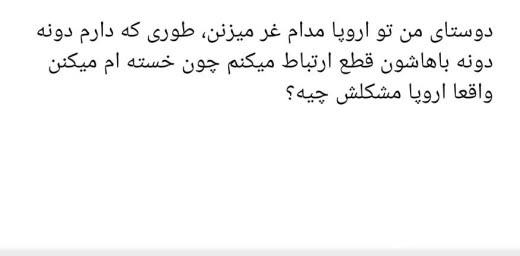 دوستای من تو اروپا مدام غر میزنن، طوری که دارم دونه
دونه باهاشون قطع ارتباط میکنم چون خسته ام میکنن
واقعا اروپا مشکلش چیه؟